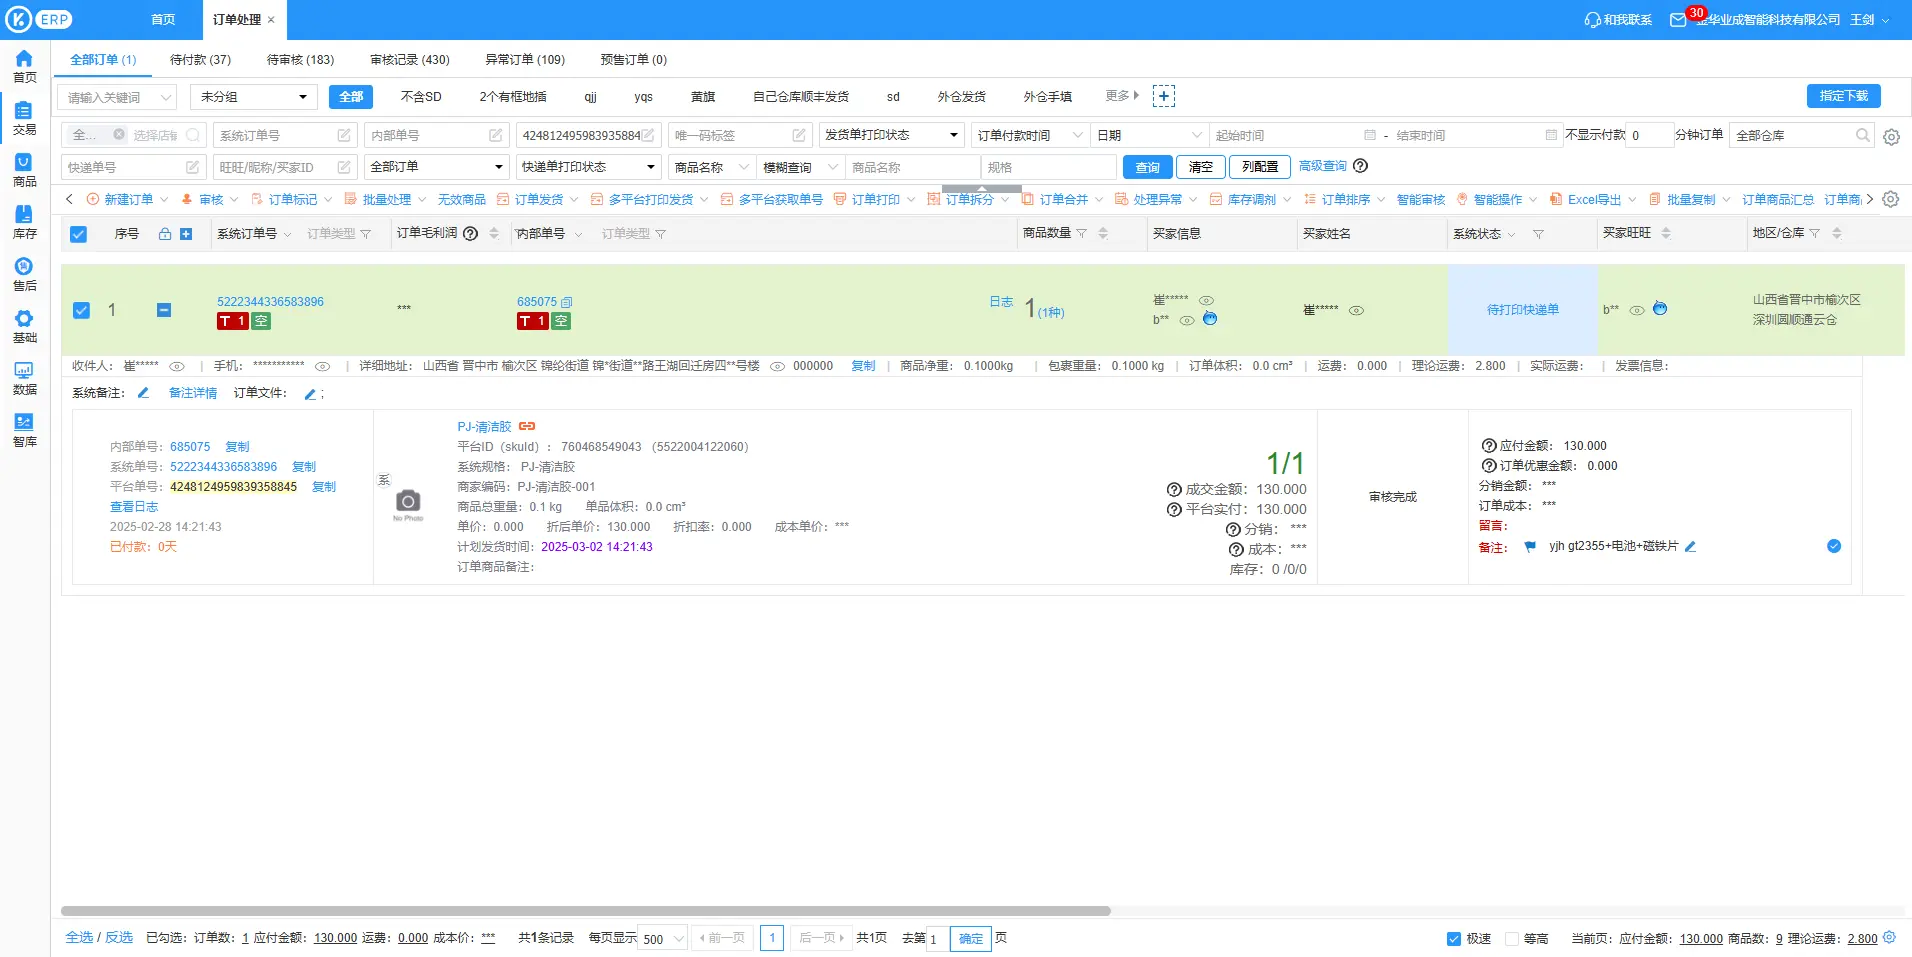 ERP 首页 订单处理 × 和我联系 30 金华业成智能科技有限公司 王剑
首页
交易
商品
库存
售后
基础
数据
智库
全部订单 (1) 待付款 (37) 待审核 (183) 审核记录 (430) 异常订单 (109) 预售订单 (0)
请输入关键词 未分组 全部 不含SD 2个有框地插 qjj yqs 黄旗 自己仓库顺丰发货 sd 外仓发货 外仓手填 更多 指定下载
全... 选择店铺 系统订单号 内部单号 424812495983935884 唯一码标签 发货单打印状态 订单付款时间 日期 起始时间 - 结束时间 不显示付款 0 分钟订单 全部仓库
快递单号 旺旺/昵称/买家ID 全部订单 快递单打印状态 商品名称 模糊查询 商品名称 规格 查询 清空 列配置 高级查询
新建订单 审核 订单标记 批量处理 无效商品 订单发货 多平台打印发货 多平台获取单号 订单打印 订单拆分 订单合并 处理异常 库存调剂 订单排序 智能审核 智能操作 Excel导出 批量复制 订单商品汇总 订单商
序号 系统订单号 订单类型 订单毛利润 内部单号 订单类型 商品数量 买家信息 买家姓名 系统状态 买家旺旺 地区/仓库
1 5222344336583896 *** 685075 日志 1(1种) 崔***** 崔***** 待打印快递单 b** 山西省晋中市榆次区
T 1 空 T 1 空 b** 深圳圆顺通云仓
收件人： 崔***** | 手机： *********** | 详细地址： 山西省 晋中市 榆次区 锦纶街道 锦*街道**路王湖回迁房四**号楼 000000 复制 | 商品净重： 0.1000kg | 包裹重量： 0.1000 kg | 订单体积： 0.0 cm³ | 运费： 0.000 | 理论运费： 2.800 | 实际运费： | 发票信息：
系统备注： 备注详情 订单文件： ;
内部单号： 685075 复制
系统单号： 5222344336583896 复制
平台单号： 4248124959839358845 复制
查看日志
2025-02-28 14:21:43
已付款：0天
系
No Photo
PJ-清洁胶
平台ID（skuId）： 760468549043 （5522004122060）
系统规格： PJ-清洁胶
商家编码：PJ-清洁胶-001
商品总重量：0.1 kg 单品体积：0.0 cm³
单价：0.000 折后单价：130.000 折扣率：0.000 成本单价：***
计划发货时间：2025-03-02 14:21:43
订单商品备注：
1/1
成交金额：130.000
平台实付：130.000
分销： ***
成本：***
库存：0 /0/0
审核完成
应付金额： 130.000
订单优惠金额： 0.000
分销金额： ***
订单成本： ***
留言：
备注： yjh gt2355+电池+磁铁片
全选 / 反选 已勾选：订单数：1 应付金额：130.000 运费：0.000 成本价：*** 共1条记录 每页显示 500 前一页 1 后一页 共1页 去第 1 确定 页 极速 等高 当前页：应付金额：130.000 商品数：9 理论运费：2.800